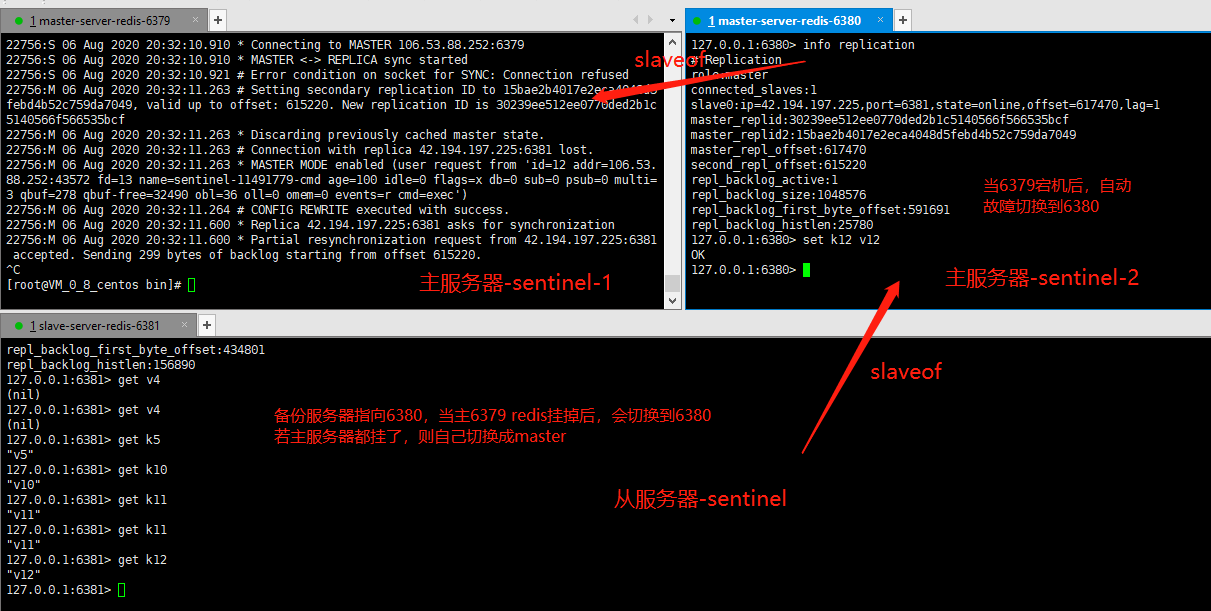 1 master-server-redis-6379
22756:S 06 Aug 2020 20:32:10.910 * Connecting to MASTER 106.53.88.252:6379
22756:S 06 Aug 2020 20:32:10.910 * MASTER <-> REPLICA sync started
22756:S 06 Aug 2020 20:32:10.921 # Error condition on socket for SYNC: Connection refused
22756:M 06 Aug 2020 20:32:11.263 # Setting secondary replication ID to
febd4b52c759da7049, valid up to offset: 615220. New replication ID is 30239ee512ee0770ded2b1c
5140566f566535bcf
22756:M 06 Aug 2020 20:32:11.263 * Discarding previously cached master state.
22756:M 06 Aug 2020 20:32:11.263 # Connection with replica 42.194.197.225:6381 lost.
22756:M 06 Aug 2020 20:32:11.263 * MASTER MODE enabled (user request from 'id=12 addr=106.53.
88.252:43572 fd=13 name=sentinel-11491779-cmd age=100 idle=0 flags=x db=0 sub=0 psub=0 multi=
3 qbuf=278 qbuf-free=32490 obl=36 oll=0 omem=0 events=r cmd=exec')
22756:M 06 Aug 2020 20:32:11.264 # CONFIG REWRITE executed with success.
22756:M 06 Aug 2020 20:32:11.600 * Replica 42.194.197.225:6381 asks for synchronization
22756:M 06 Aug 2020 20:32:11.600 * Partial resynchronization request from 42.194.197.225:6381
accepted. Sending 299 bytes of backlog starting from offset 615220.
^C
[root@VM_0_8_centos bin]#
主服务器-sentinel-1
slaveof
1 master-server-redis-6380
127.0.0.1:6380> info replication
# Replication
role:master
connected_slaves:1
slave0:ip=42.194.197.225,port=6381,state=online,offset=617470,lag=1
master_replid:30239ee512ee0770ded2b1c5140566f566535bcf
master_replid2:15bae2b4017e2eca4048d5febd4b52c759da7049
master_repl_offset:617470
second_repl_offset:615220
repl_backlog_active:1
repl_backlog_size:1048576
repl_backlog_first_byte_offset:591691
repl_backlog_histlen:25780
127.0.0.1:6380> set k12 v12
OK
127.0.0.1:6380>
当6379宕机后，自动
故障切换到6380
主服务器-sentinel-2
1 slave-server-redis-6381
repl_backlog_first_byte_offset:434801
repl_backlog_histlen:156890
127.0.0.1:6381> get v4
(nil)
127.0.0.1:6381> get v4
(nil)
127.0.0.1:6381> get k5
"v5"
127.0.0.1:6381> get k10
"v10"
127.0.0.1:6381> get k11
"v11"
127.0.0.1:6381> get k11
"v11"
127.0.0.1:6381> get k12
"v12"
127.0.0.1:6381>
slaveof
备份服务器指向6380，当主6379 redis挂掉后，会切换到6380
若主服务器都挂了，则自己切换成master
从服务器-sentinel